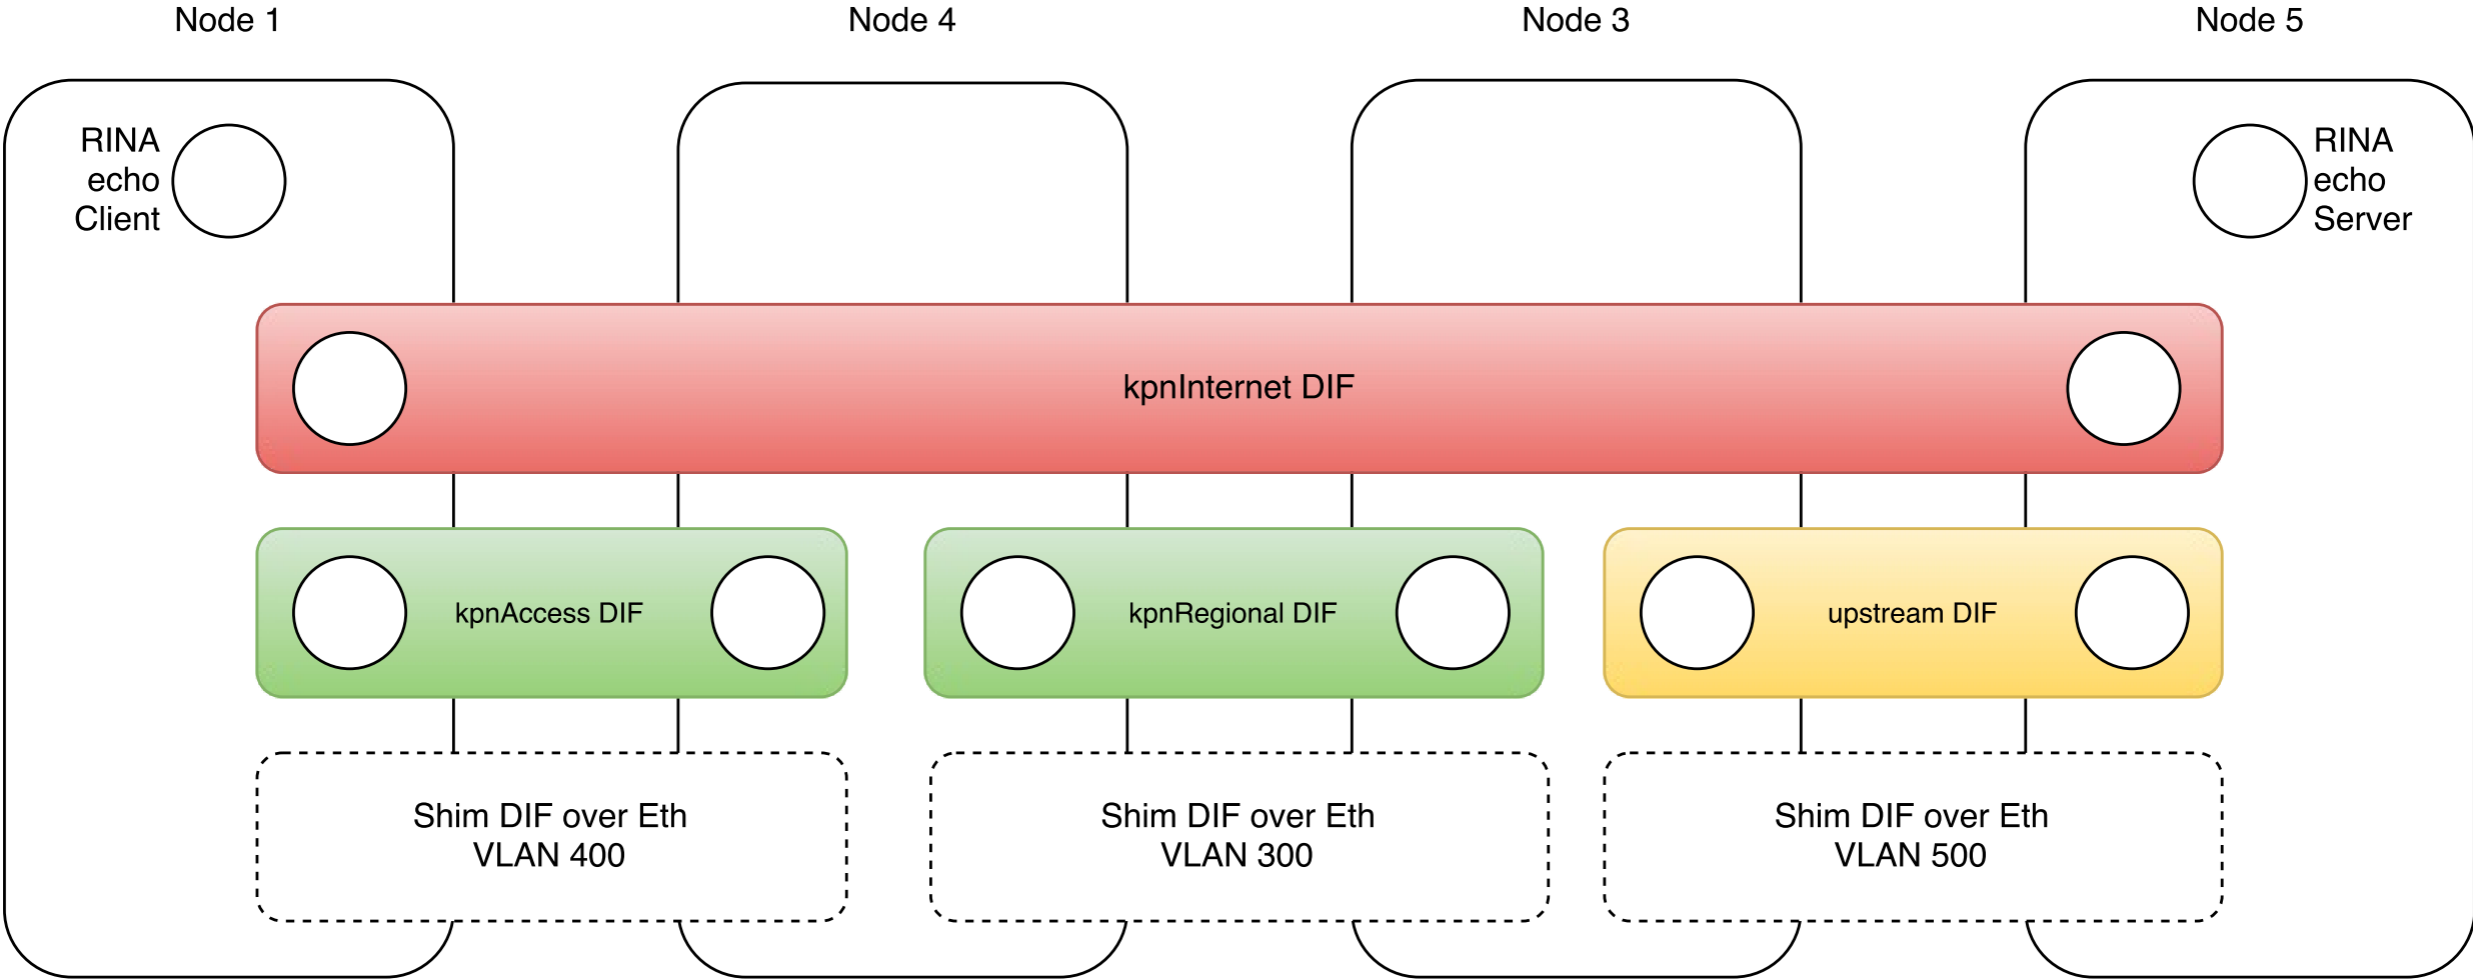 Node 1
Node 4
Node 3
Node 5
RINA
echo
Client
RINA
echo
Server
kpnInternet DIF
kpnAccess DIF
kpnRegional DIF
upstream DIF
Shim DIF over Eth
VLAN 400
Shim DIF over Eth
VLAN 300
Shim DIF over Eth
VLAN 500